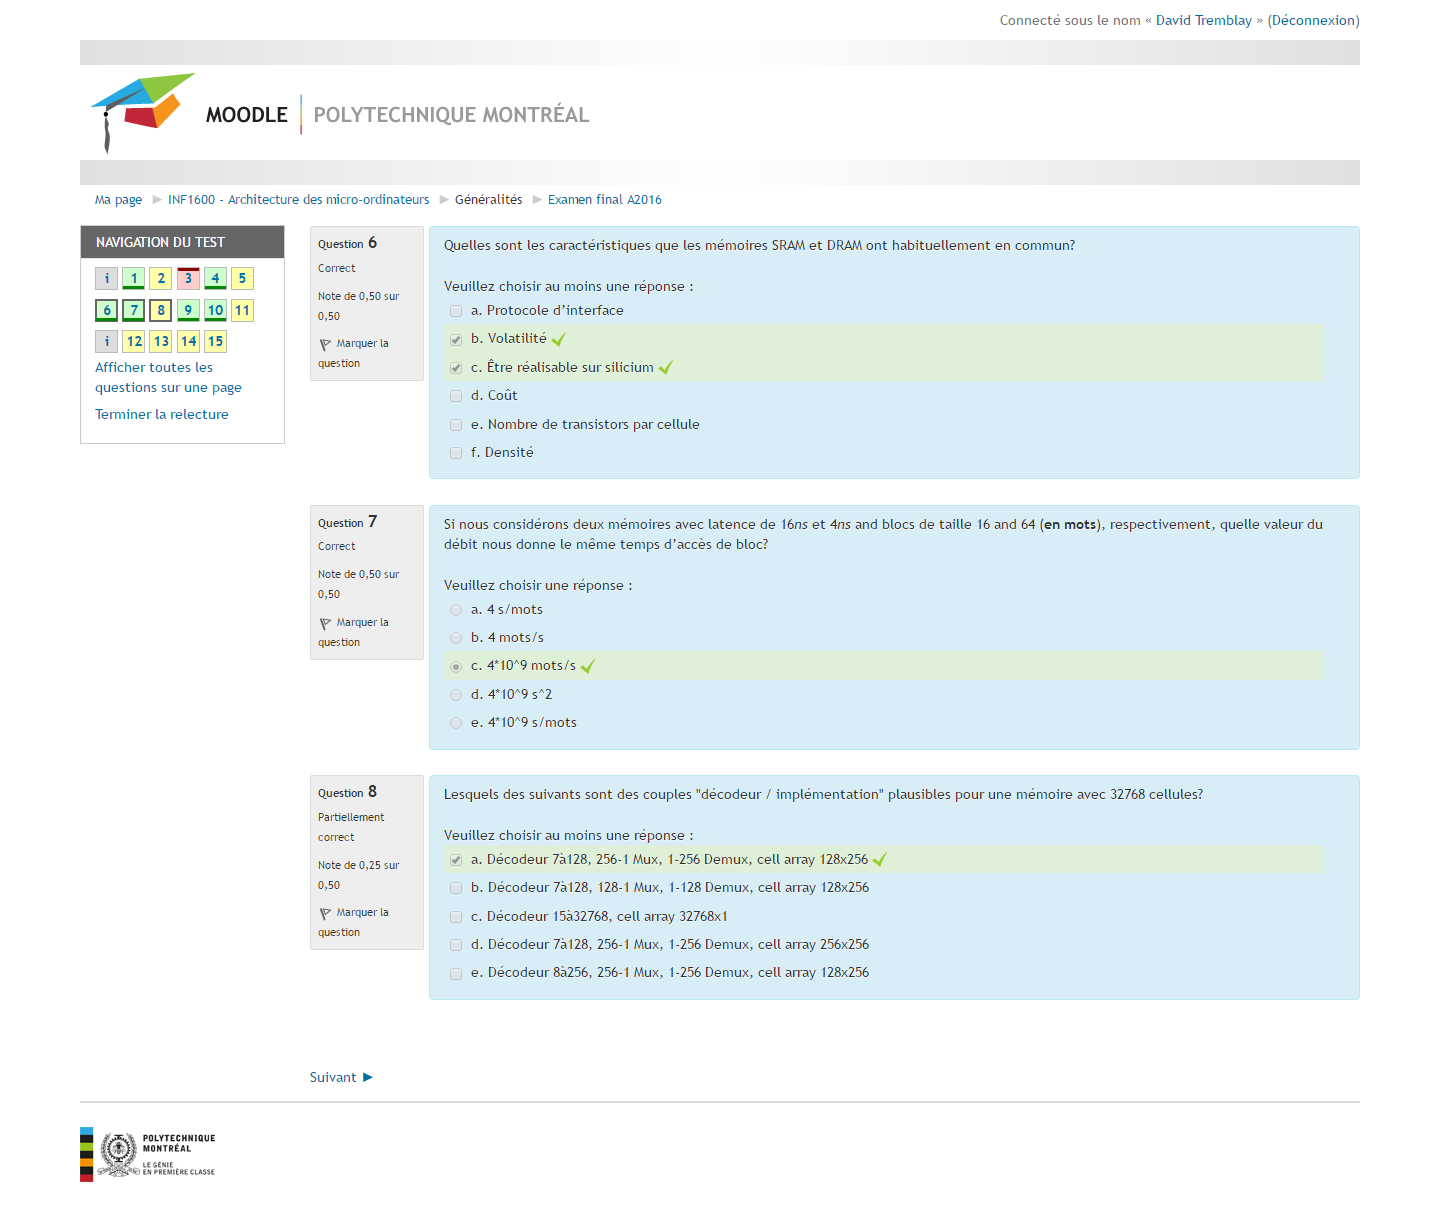 Connecté sous le nom « David Tremblay » (Déconnexion)
MOODLE | POLYTECHNIQUE MONTRÉAL
Ma page ► INF1600 - Architecture des micro-ordinateurs ► Généralités ► Examen final A2016
NAVIGATION DU TEST
i 1 2 3 4 5
6 7 8 9 10 11
i 12 13 14 15
Afficher toutes les
questions sur une page
Terminer la relecture
Question 6
Correct
Note de 0,50 sur
0,50
Marquer la
question
Quelles sont les caractéristiques que les mémoires SRAM et DRAM ont habituellement en commun?
Veuillez choisir au moins une réponse :
a. Protocole d’interface
b. Volatilité
c. Être réalisable sur silicium
d. Coût
e. Nombre de transistors par cellule
f. Densité
Question 7
Correct
Note de 0,50 sur
0,50
Marquer la
question
Si nous considérons deux mémoires avec latence de 16ns et 4ns and blocs de taille 16 and 64 (en mots), respectivement, quelle valeur du
débit nous donne le même temps d’accès de bloc?
Veuillez choisir une réponse :
a. 4 s/mots
b. 4 mots/s
c. 4*10^9 mots/s
d. 4*10^9 s^2
e. 4*10^9 s/mots
Question 8
Partiellement
correct
Note de 0,25 sur
0,50
Marquer la
question
Lesquels des suivants sont des couples "décodeur / implémentation" plausibles pour une mémoire avec 32768 cellules?
Veuillez choisir au moins une réponse :
a. Décodeur 7à128, 256-1 Mux, 1-256 Demux, cell array 128x256
b. Décodeur 7à128, 128-1 Mux, 1-128 Demux, cell array 128x256
c. Décodeur 15à32768, cell array 32768x1
d. Décodeur 7à128, 256-1 Mux, 1-256 Demux, cell array 256x256
e. Décodeur 8à256, 256-1 Mux, 1-256 Demux, cell array 128x256
Suivant ►
POLYTECHNIQUE
MONTRÉAL
LE GÉNIE
EN PREMIÈRE CLASSE